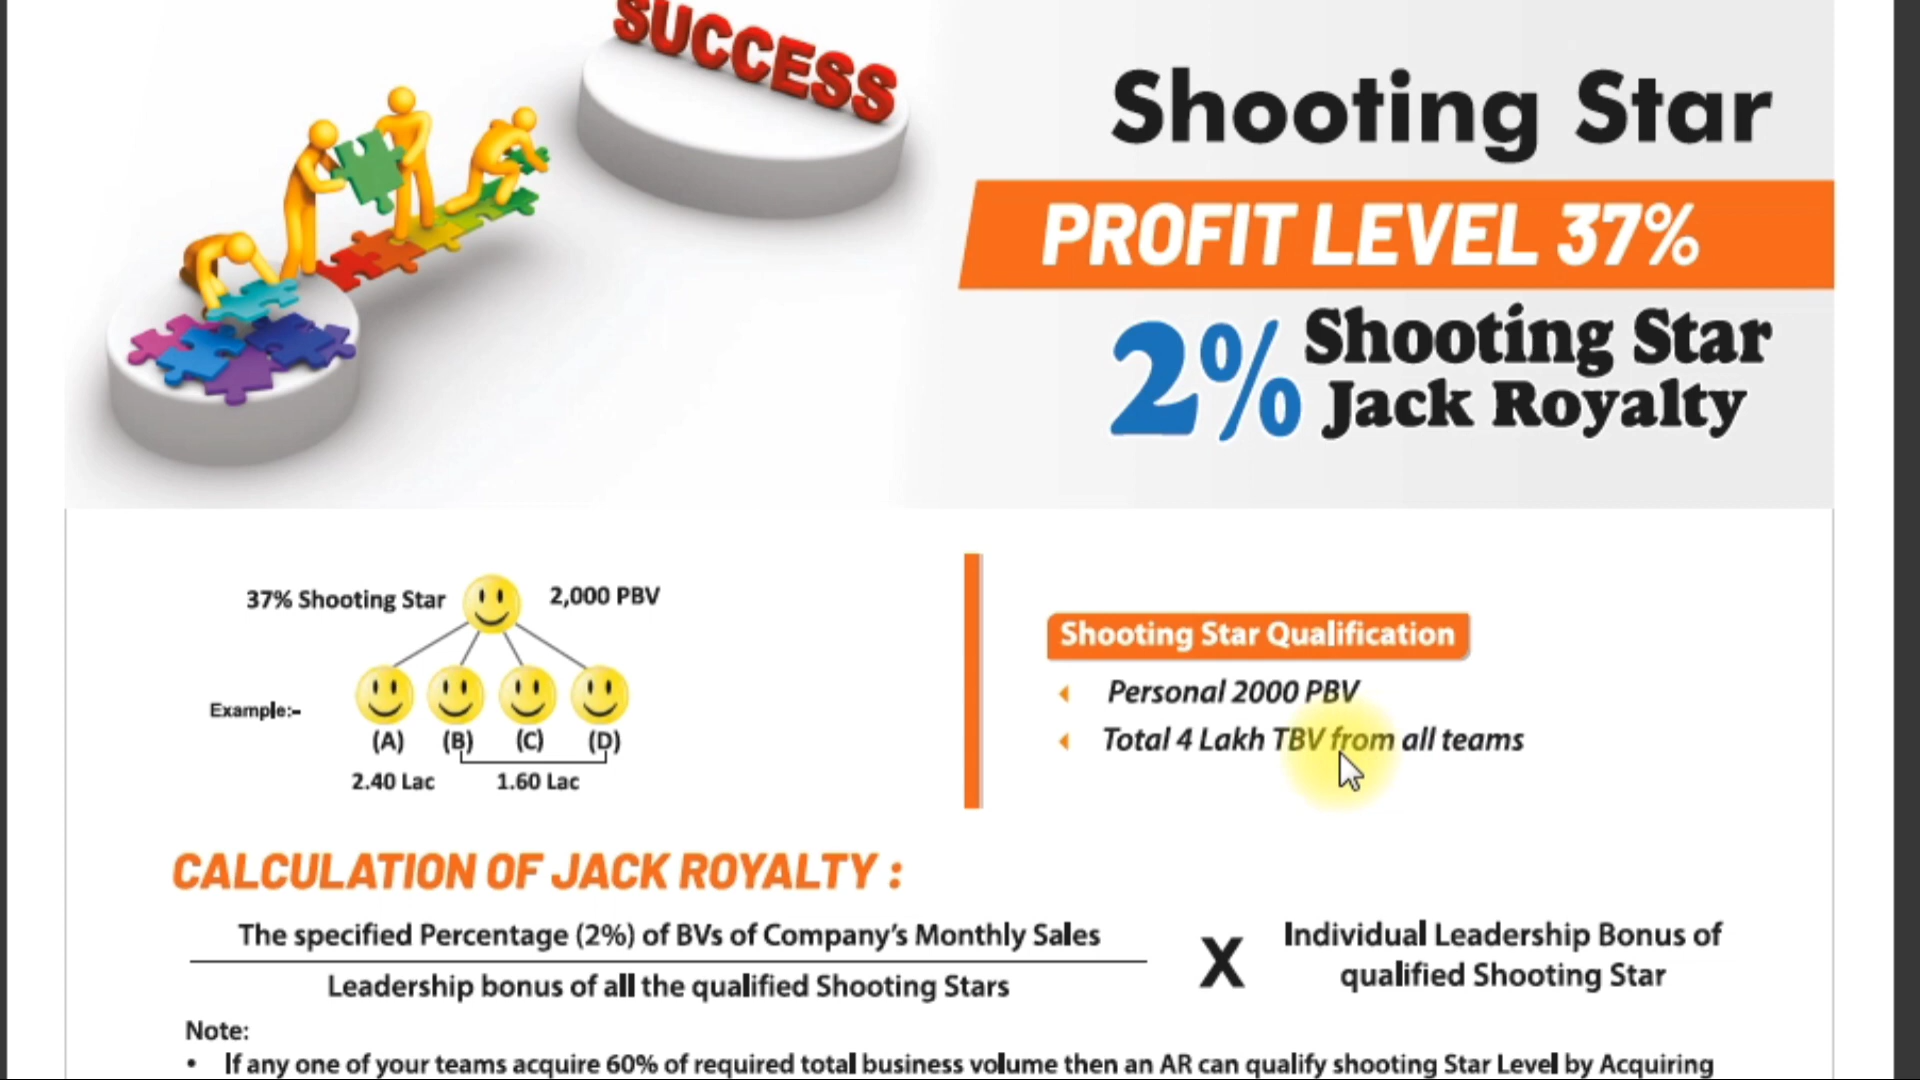 SUCCESS
Shooting Star
PROFIT LEVEL 37%
2% Shooting Star
Jack Royalty
37% Shooting Star
2,000 PBV
Example:-
(A) (B) (C) (D)
2.40 Lac 1.60 Lac
Shooting Star Qualification
Personal 2000 PBV
Total 4 Lakh TBV from all teams
CALCULATION OF JACK ROYALTY :
The specified Percentage (2%) of BVs of Company's Monthly Sales
Leadership bonus of all the qualified Shooting Stars
X
Individual Leadership Bonus of
qualified Shooting Star
Note:
• If any one of your teams acquire 60% of required total business volume then an AR can qualify shooting Star Level by Acquiring